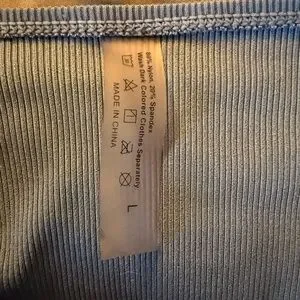 80% Nylon, 20% Spandex
Wash Dark Colored Clothes Separately
MADE IN CHINA
L